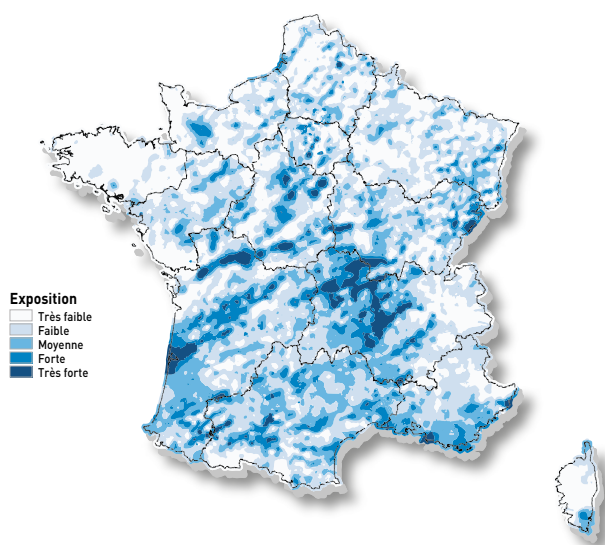 Exposition
Très faible
Faible
Moyenne
Forte
Très forte